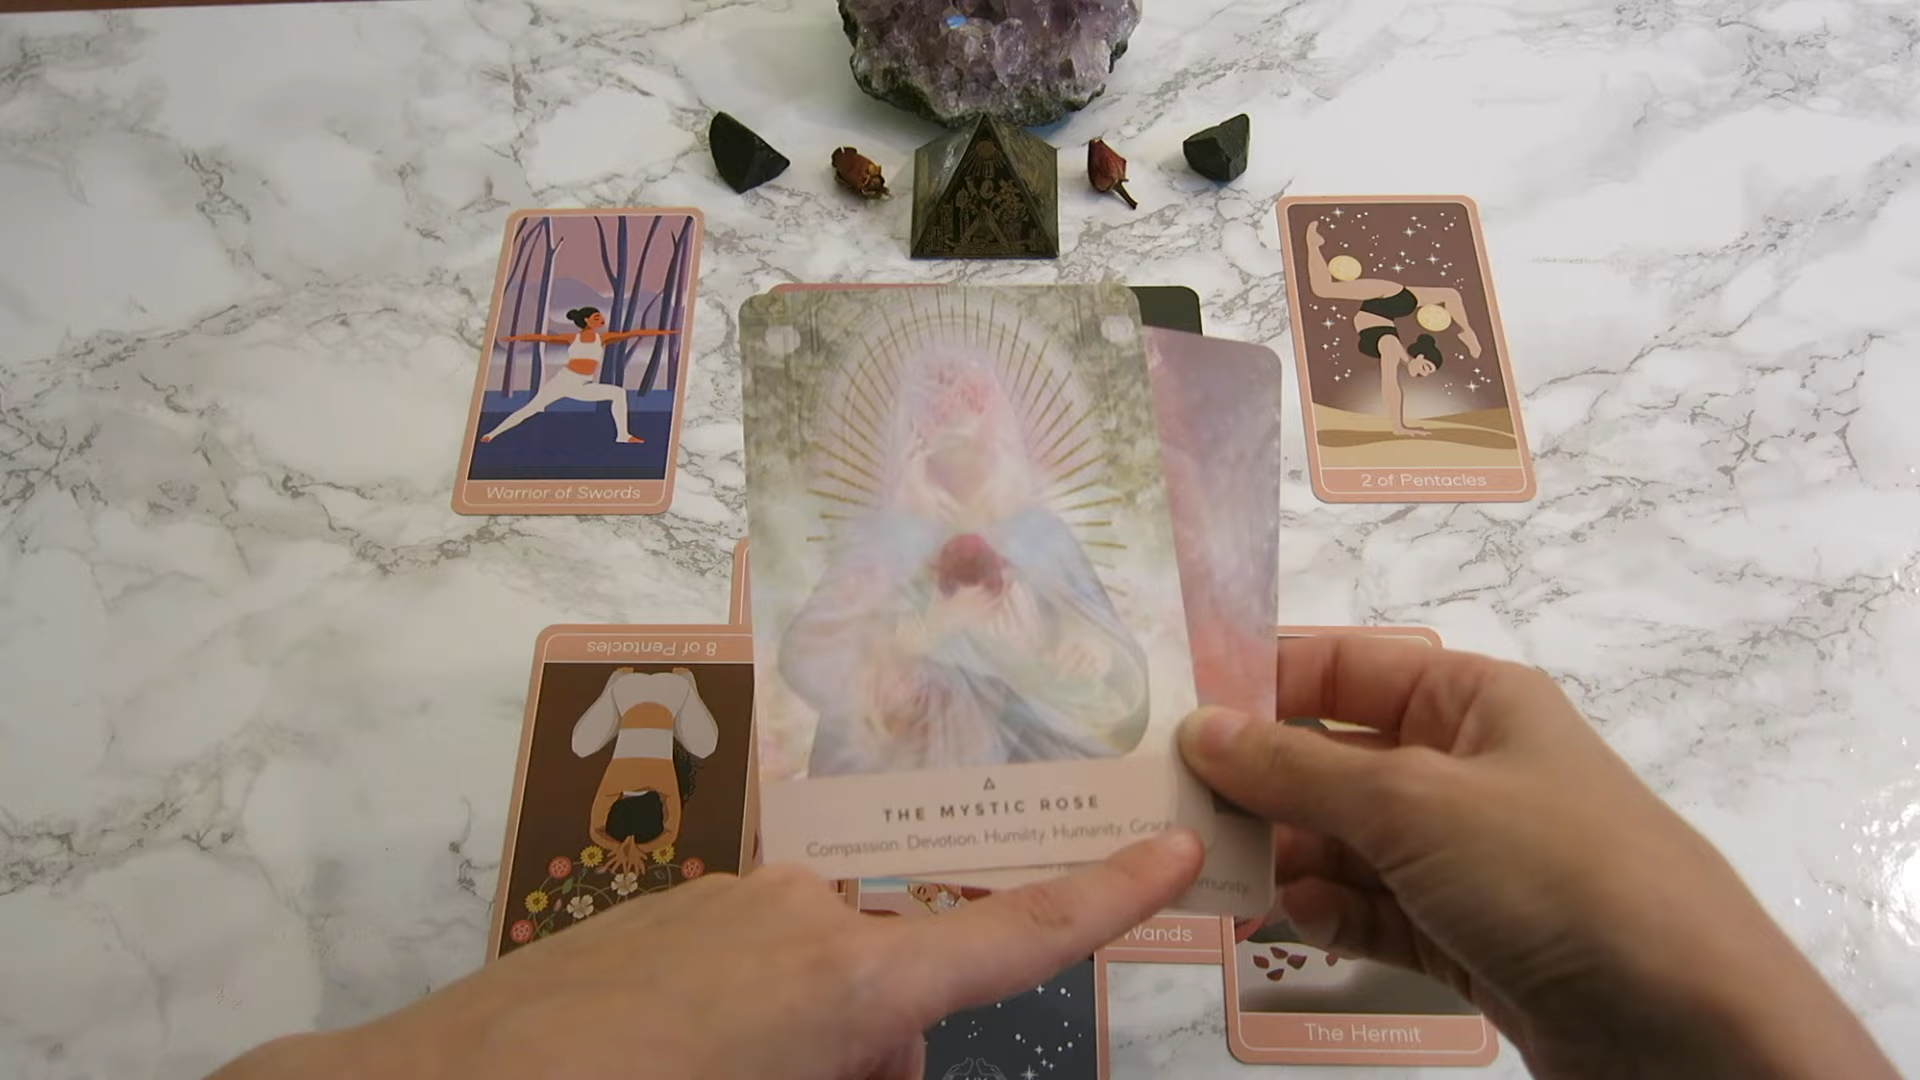 Warrior of Swords
2 of Pentacles
8 of Pentacles
THE MYSTIC ROSE
Compassion. Devotion. Humility. Humanity. Grace
Wands
The Hermit